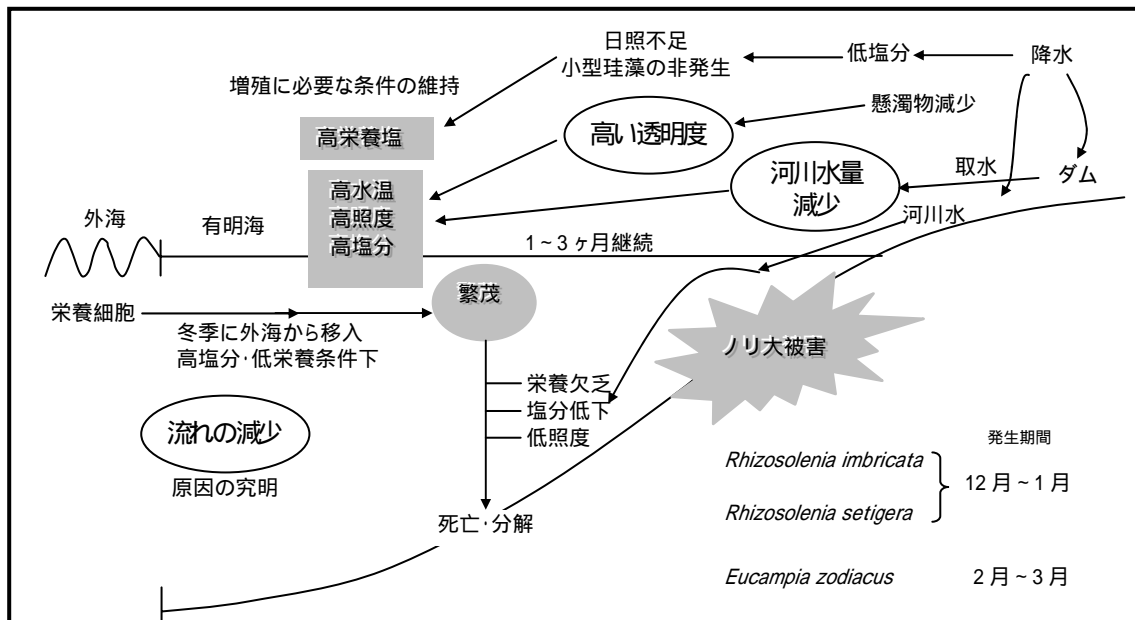 日照不足
小型珪藻の非発生
低塩分
降水
増殖に必要な条件の維持
懸濁物減少
高い透明度
高栄養塩
取水
ダム
河川水量
減少
高水温
高照度
高塩分
河川水
外海
有明海
1~3ヶ月継続
栄養細胞
繁茂
冬季に外海から移入
高塩分・低栄養条件下
ノリ大被害
栄養欠乏
塩分低下
低照度
流れの減少
原因の究明
発生期間
Rhizosolenia imbricata
12月~1月
Rhizosolenia setigera
死亡・分解
Eucampia zodiacus
2月~3月